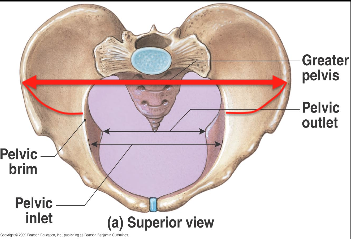 Greater
pelvis
Pelvic
outlet
Pelvic
brim
Pelvic
inlet
(a) Superior view